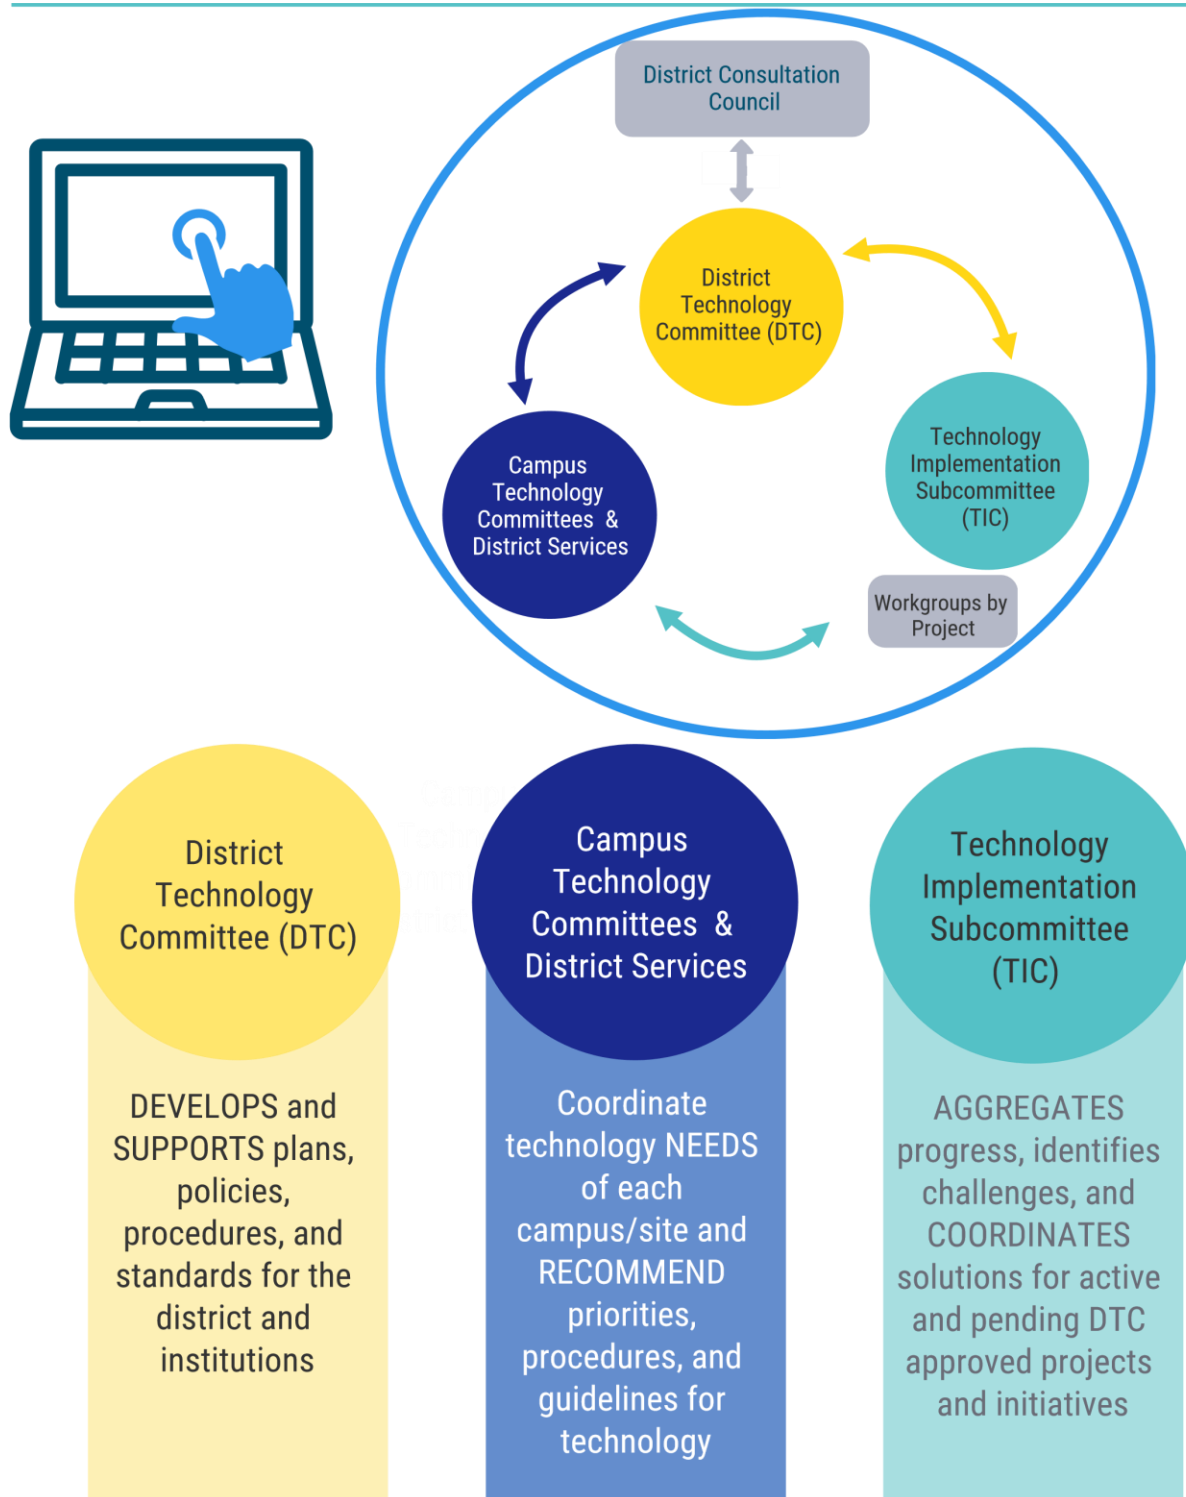 District Consultation
Council
District
Technology
Committee (DTC)
Technology
Implementation
Subcommittee
(TIC)
Campus
Technology
Committees &
District Services
Workgroups by
Project
District
Technology
Committee (DTC)
DEVELOPS and
SUPPORTS plans,
policies,
procedures, and
standards for the
district and
institutions
Campus
Technology
Committees &
District Services
Coordinate
technology NEEDS
of each
campus/site and
RECOMMEND
priorities,
procedures, and
guidelines for
technology
Technology
Implementation
Subcommittee
(TIC)
AGGREGATES
progress, identifies
challenges, and
COORDINATES
solutions for active
and pending DTC
approved projects
and initiatives